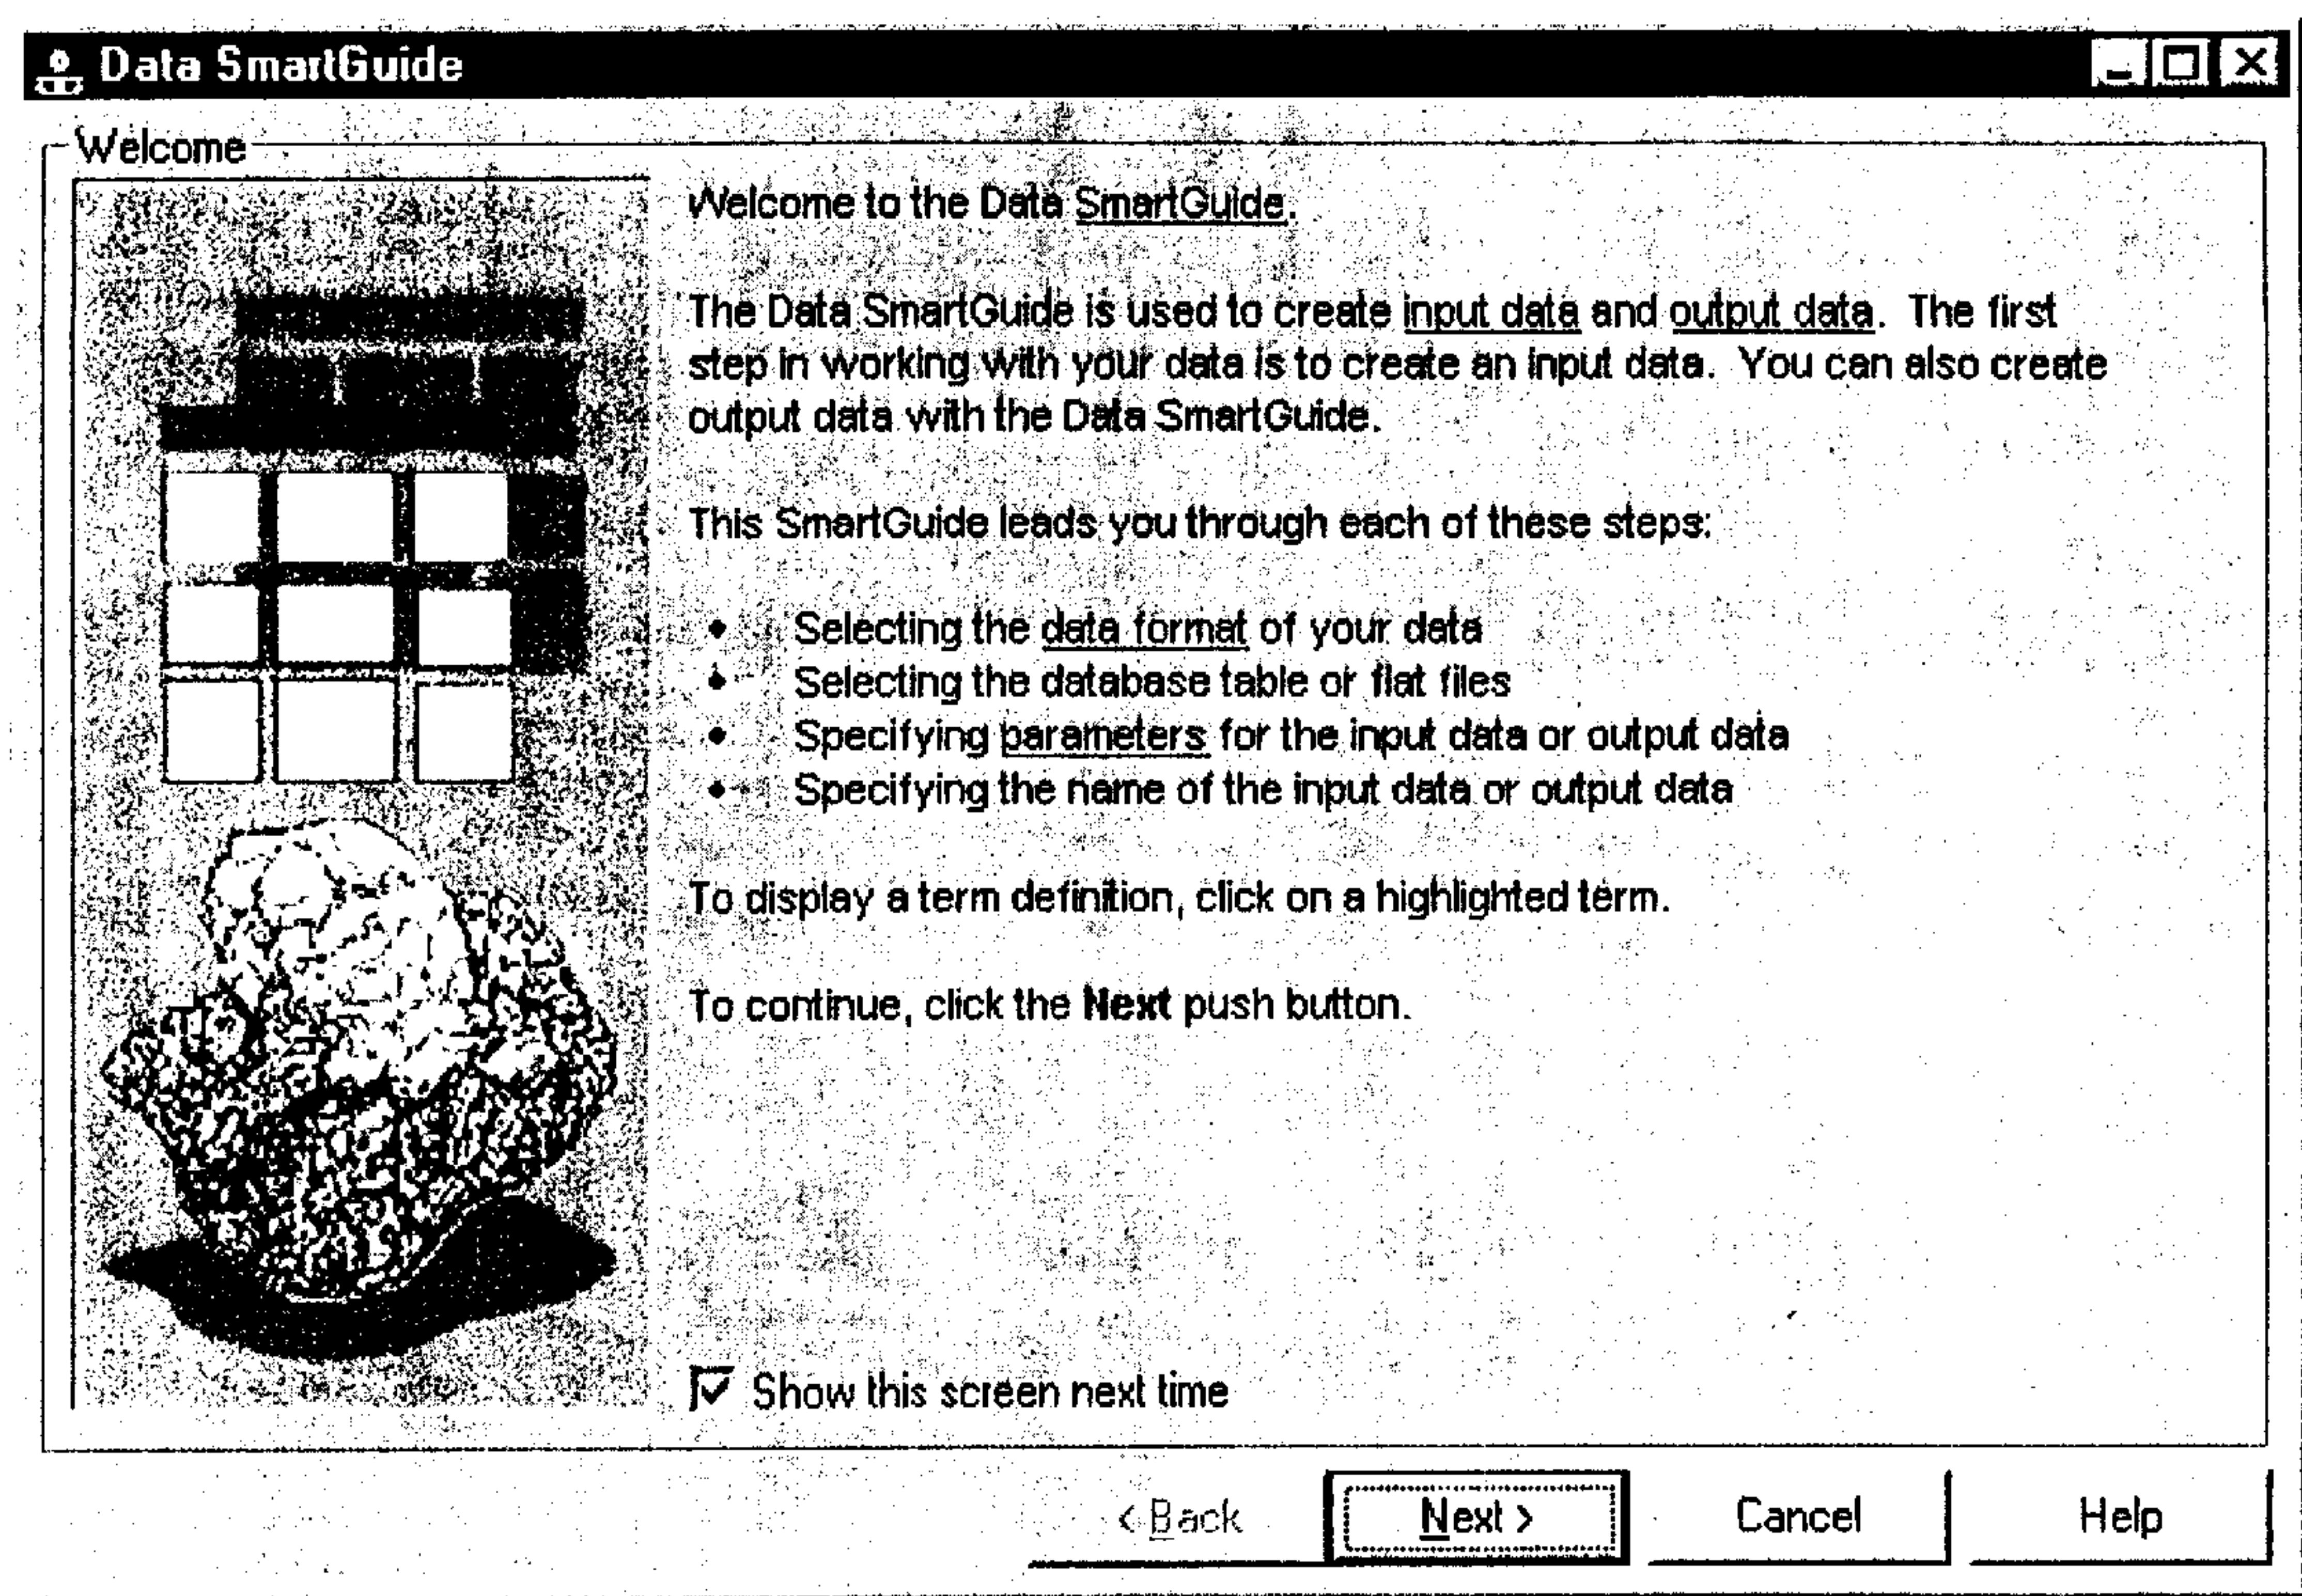 Data SmartGuide
Welcome
Welcome to the Data SmartGuide.
The Data SmartGuide is used to create input data and output data. The first
step in working with your data is to create an input data. You can also create
output data with the Data SmartGuide.
This SmartGuide leads you through each of these steps:
• Selecting the data format of your data
• Selecting the database table or flat files
• Specifying parameters for the input data or output data
• Specifying the name of the input data or output data
To display a term definition, click on a highlighted term.
To continue, click the Next push button.
Show this screen next time
< Back Next > Cancel Help